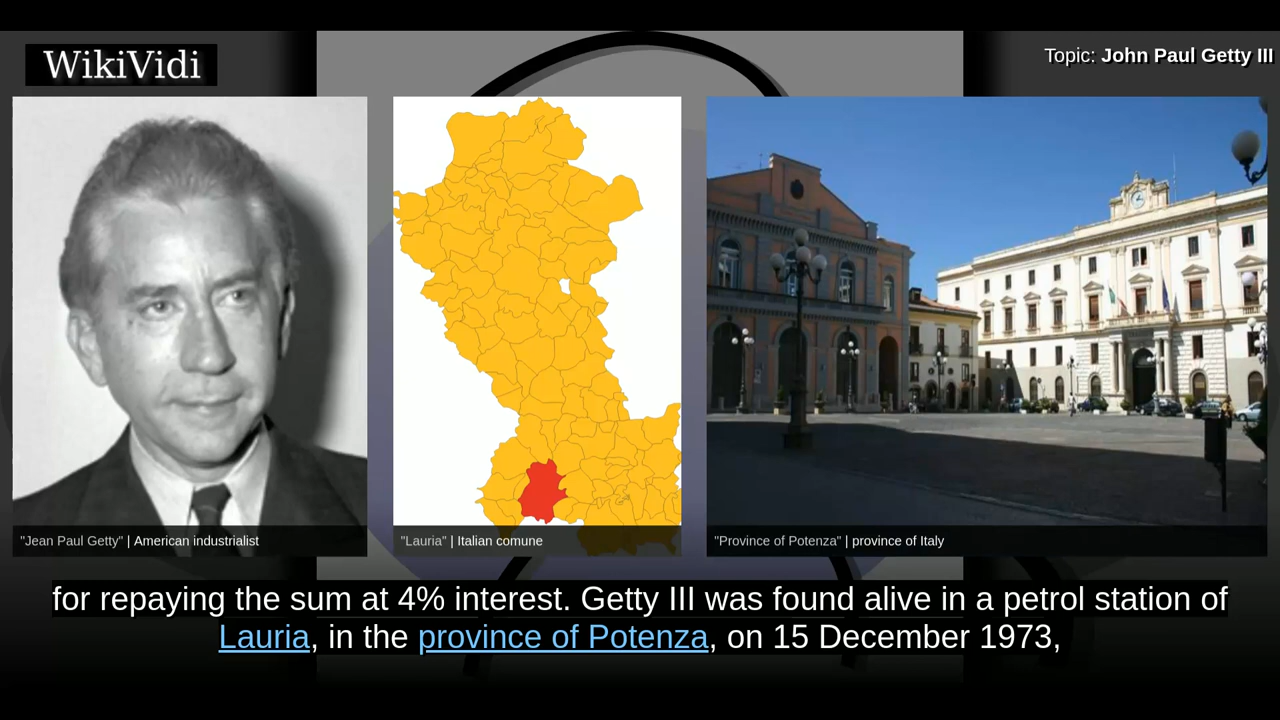 WikiVidi
Topic: John Paul Getty III
"Jean Paul Getty" | American industrialist
"Lauria" | Italian comune
"Province of Potenza" | province of Italy
for repaying the sum at 4% interest. Getty III was found alive in a petrol station of
Lauria, in the province of Potenza, on 15 December 1973,